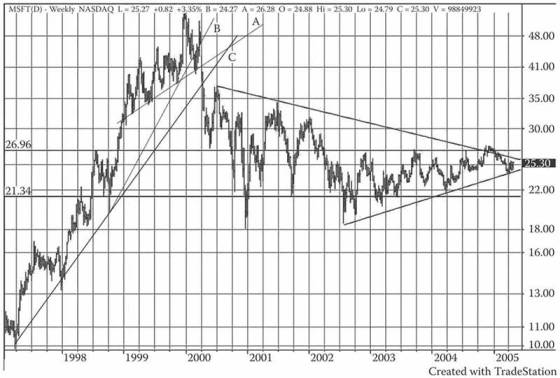 MSFT(D) - Weekly NASDAQ L = 25.27 +0.82 +3.35% B = 24.27 A = 26.28 O = 24.88 Hi = 25.30 Lo = 24.79 C = 25.30 V = 98849923
A
B
C
48.00
41.00
35.00
30.00
26.96
25.30
22.00
21.34
18.00
16.00
13.00
11.00
10.00
1998 1999 2000 2001 2002 2003 2004 2005
Created with TradeStation